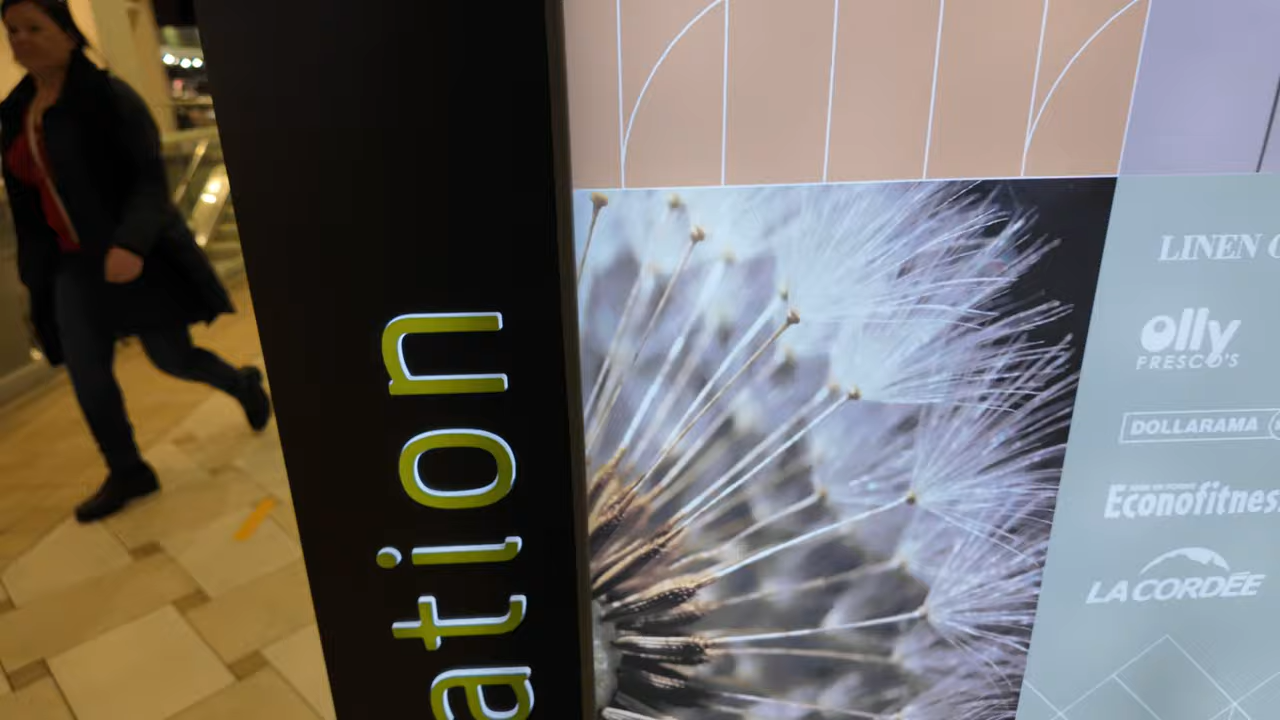 ation
LINEN
olly
FRESCO'S
DOLLARAMA
Econofitness
LA CORDÉE